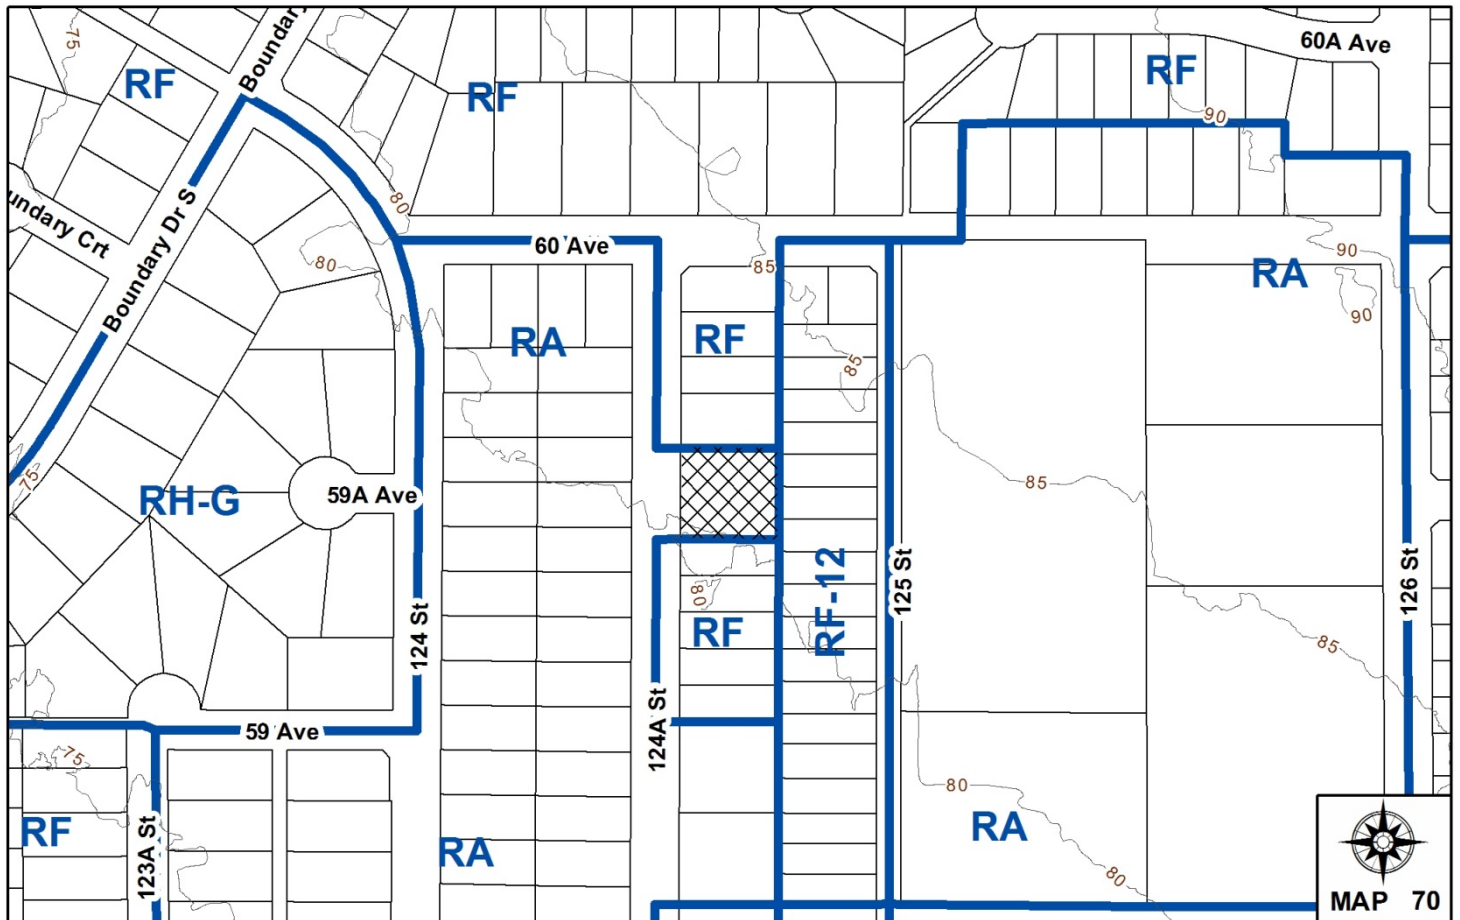 75
RF
Boundary
RF
60A Ave
RF
90
undary Crt
Boundary Dr S
80
80
60 Ave
85
90
RA
90
RA
RF
85
75
RH-G
59A Ave
85
RF-12
125 St
126 St
80
124 St
RF
85
59 Ave
124A St
75
80
RF
123A St
RA
RA
80
MAP 70